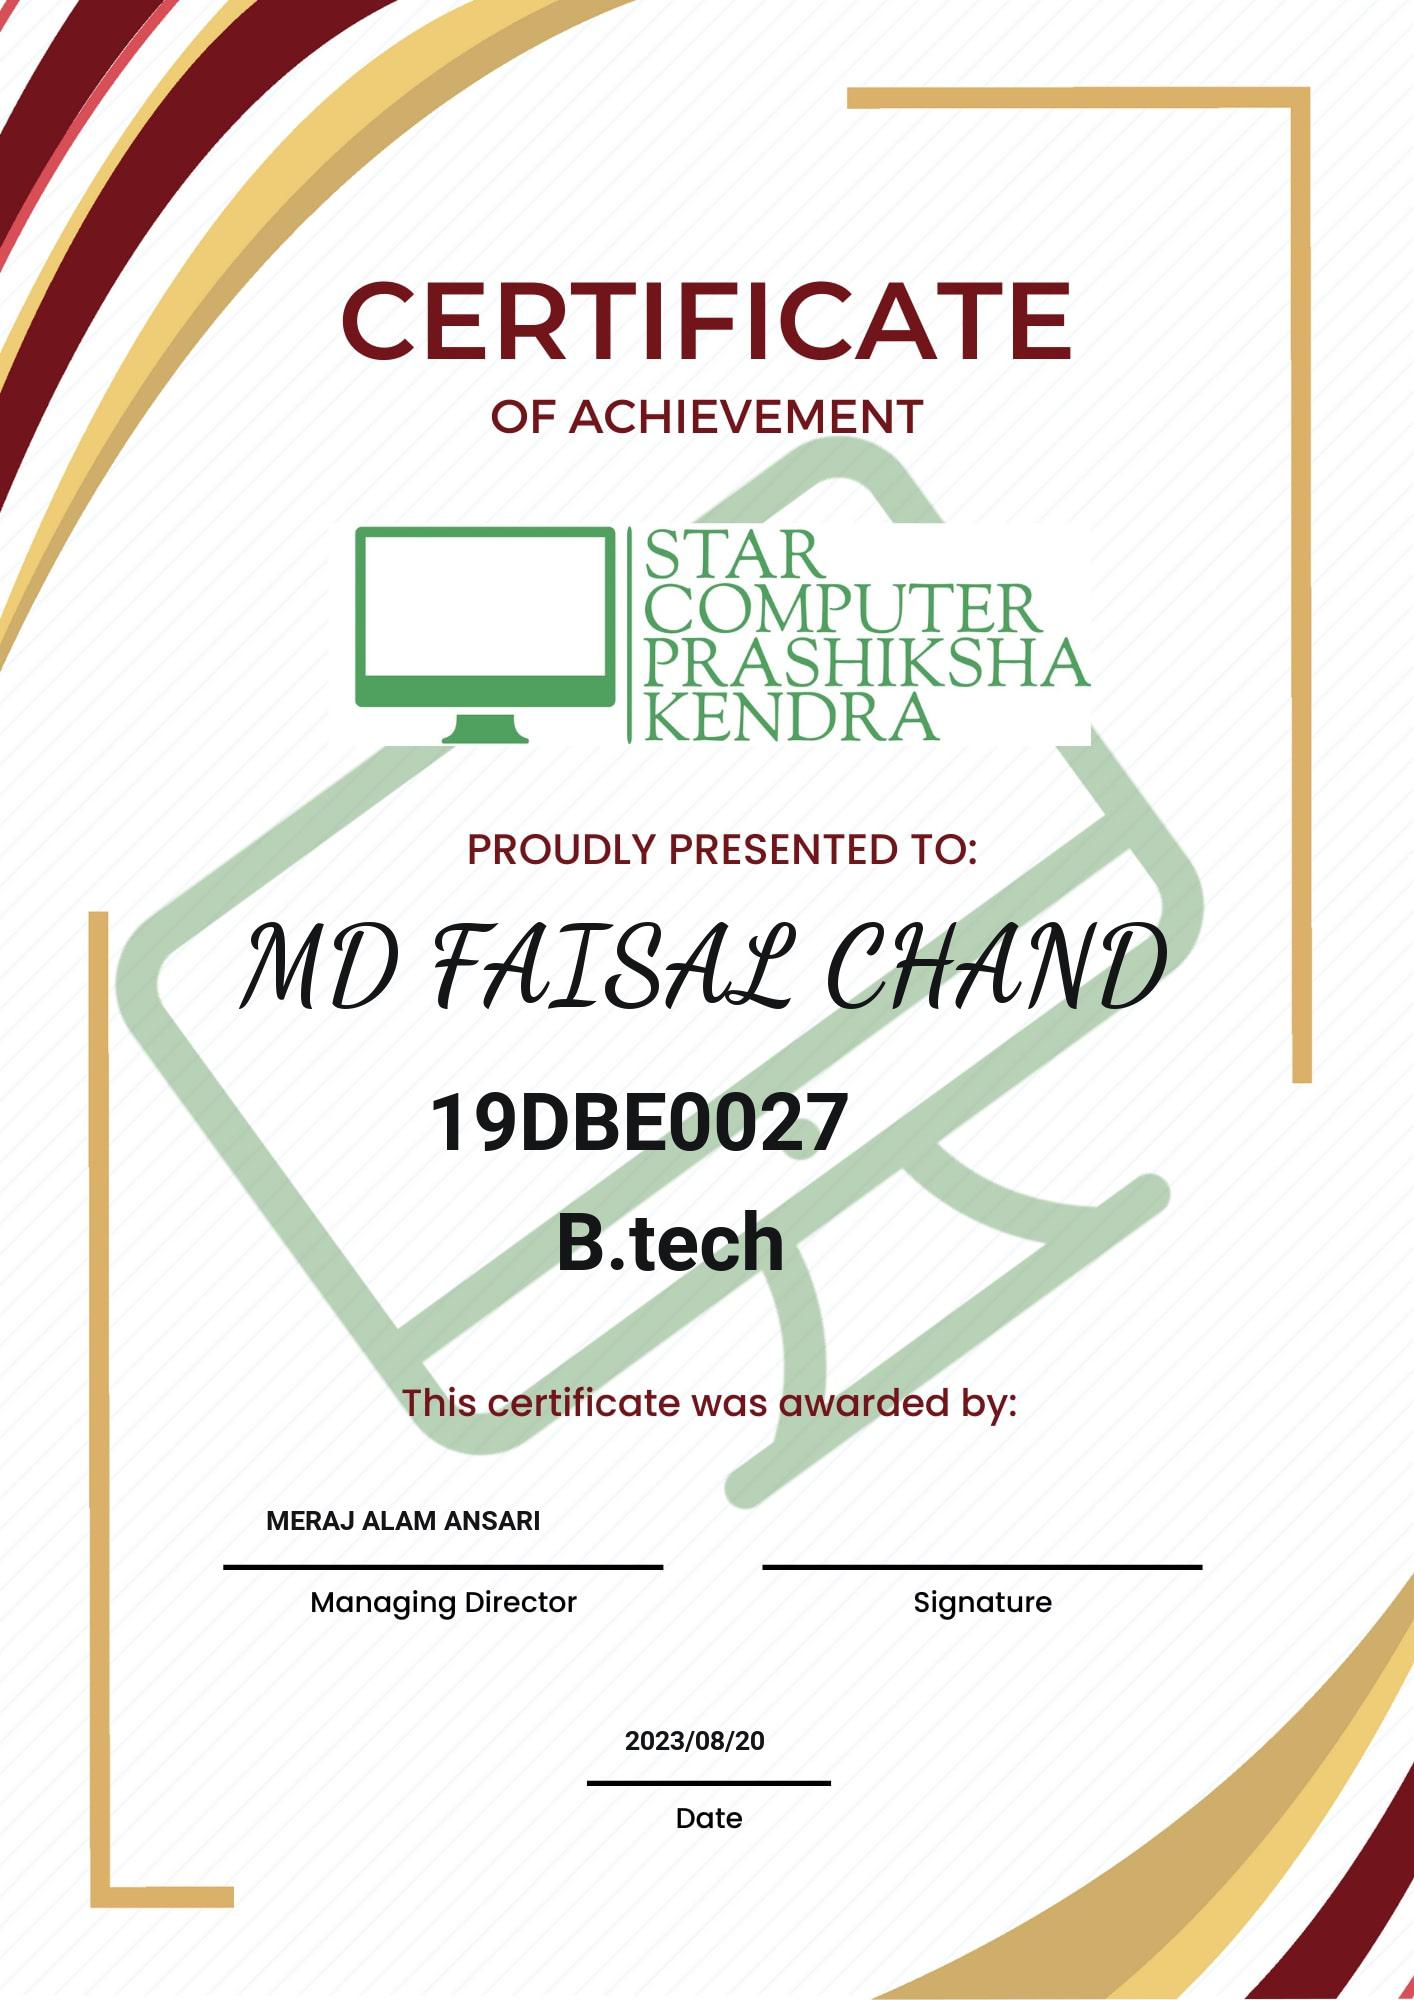 CERTIFICATE
OF ACHIEVEMENT
STAR
COMPUTER
PRASHIKSHA
KENDRA
PROUDLY PRESENTED TO:
MD FAISAL CHAND
19DBE0027
B.tech
This certificate was awarded by:
MERAJ ALAM ANSARI
Managing Director
Signature
2023/08/20
Date